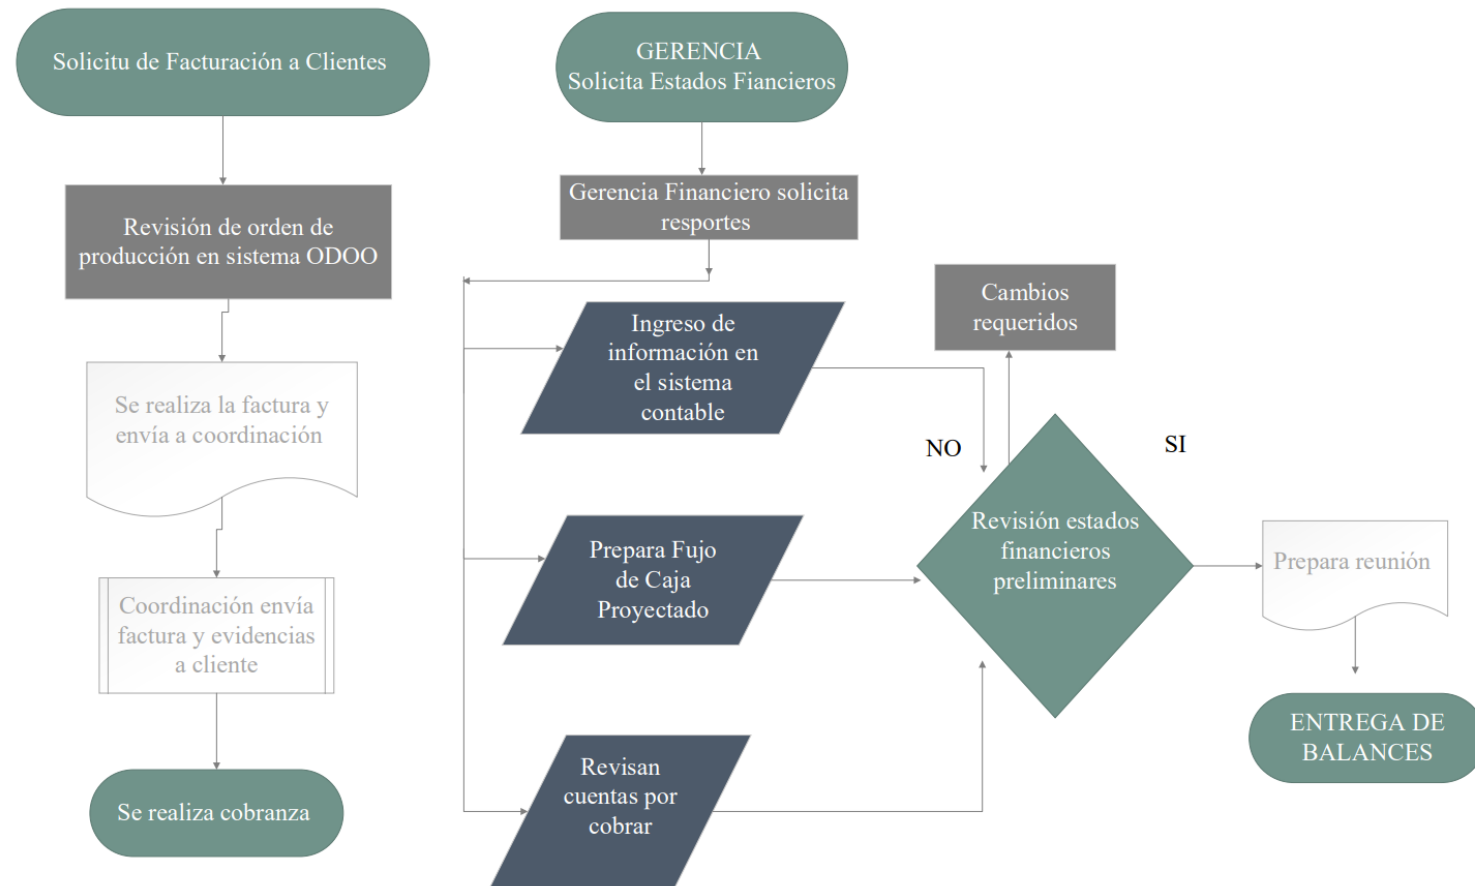 Solicitu de Facturación a Clientes
Revisión de orden de
producción en sistema ODOO
Se realiza la factura y
envía a coordinación
Coordinación envía
factura y evidencias
a cliente
Se realiza cobranza
GERENCIA
Solicita Estados Fiancieros
Gerencia Financiero solicita
resportes
Ingreso de
información en
el sistema
contable
Prepara Fujo
de Caja
Proyectado
Revisan
cuentas por
cobrar
Cambios
requeridos
NO
SI
Revisión estados
financieros
preliminares
Prepara reunión
ENTREGA DE
BALANCES